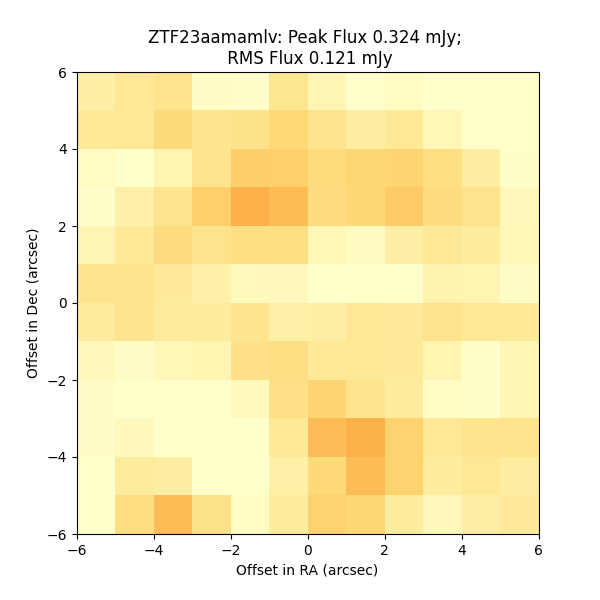 ZTF23aamamlv: Peak Flux 0.324 mJy;
RMS Flux 0.121 mJy
6
4
2
0
−2
−4
−6
Offset in Dec (arcsec)
−6 −4 −2 0 2 4 6
Offset in RA (arcsec)